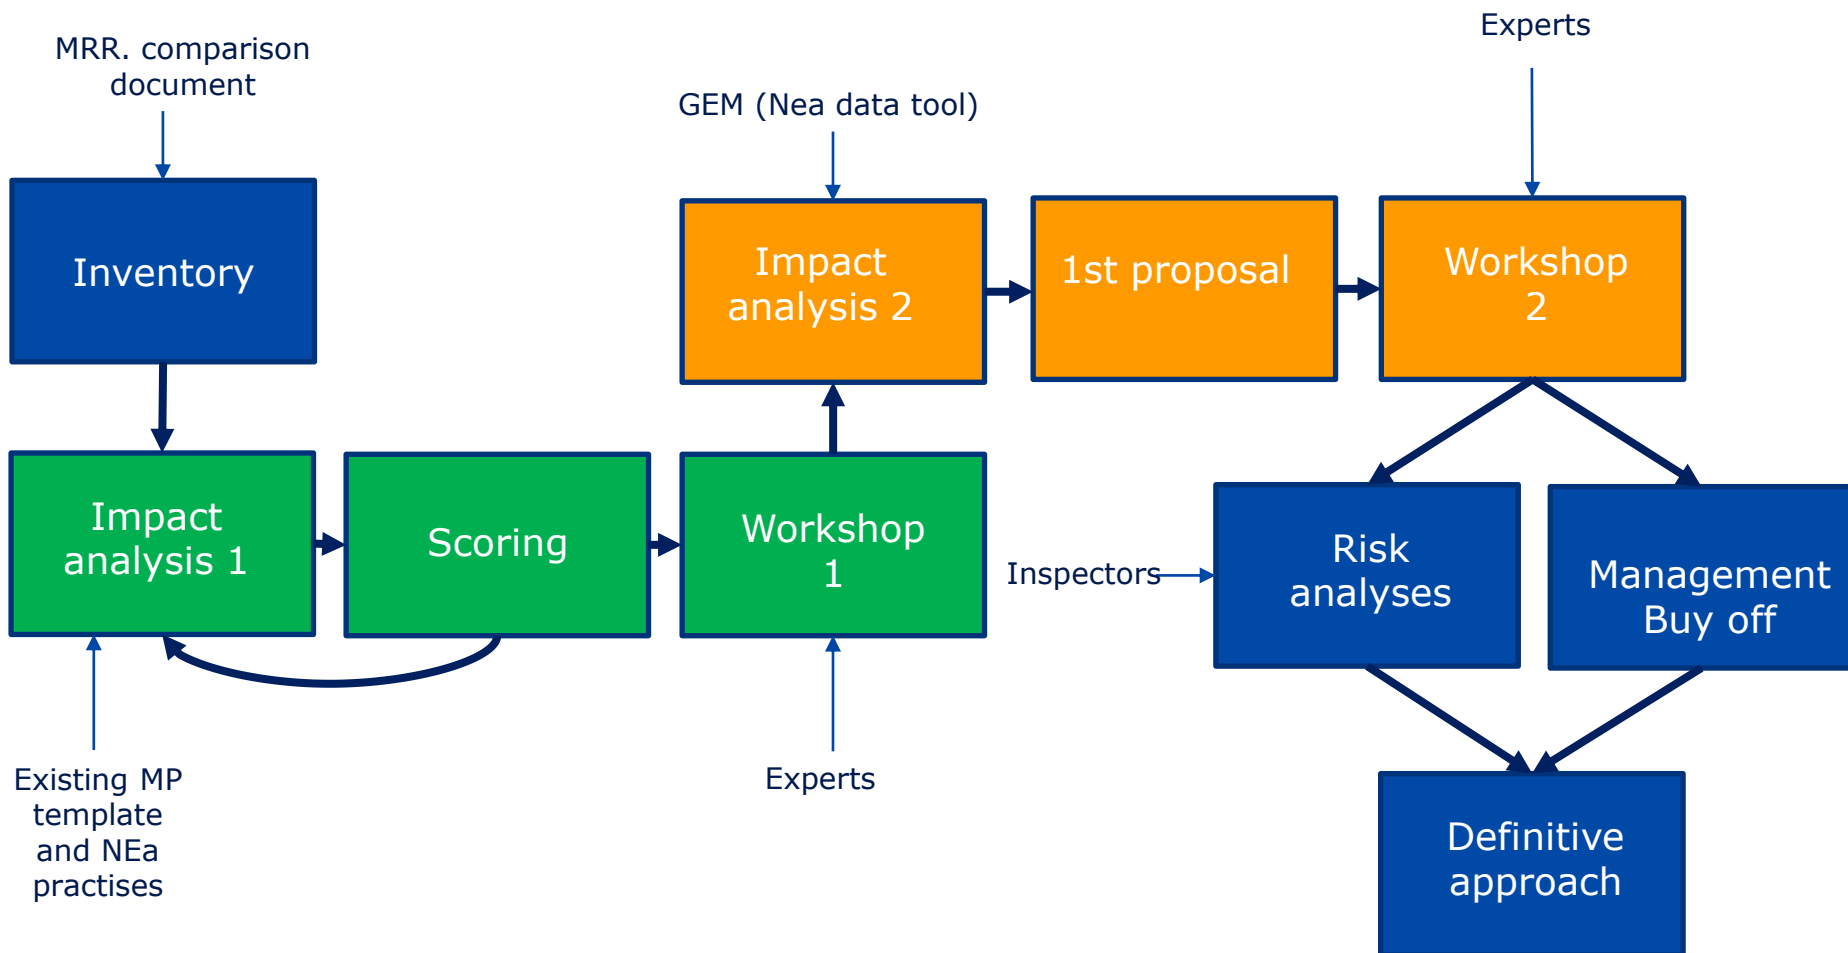 MRR. comparison
document
Inventory
Impact
analysis 1
Existing MP
template
and NEa
practises
Scoring
Workshop
1
Experts
GEM (Nea data tool)
Impact
analysis 2
1st proposal
Experts
Workshop
2
Inspectors
Risk
analyses
Management
Buy off
Definitive
approach